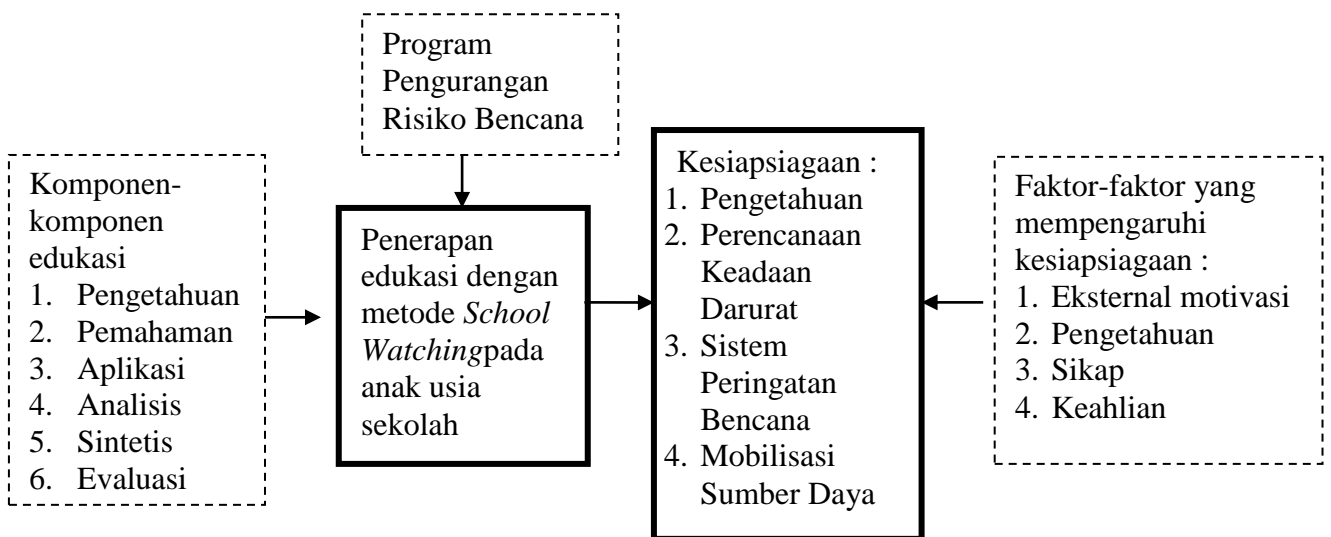 Program
Pengurangan
Risiko Bencana
Komponen-
komponen
edukasi
1. Pengetahuan
2. Pemahaman
3. Aplikasi
4. Analisis
5. Sintetis
6. Evaluasi
Penerapan
edukasi dengan
metode School
Watchingpada
anak usia
sekolah
Kesiapsiagaan :
1. Pengetahuan
2. Perencanaan
Keadaan
Darurat
3. Sistem
Peringatan
Bencana
4. Mobilisasi
Sumber Daya
Faktor-faktor yang
mempengaruhi
kesiapsiagaan :
1. Eksternal motivasi
2. Pengetahuan
3. Sikap
4. Keahlian